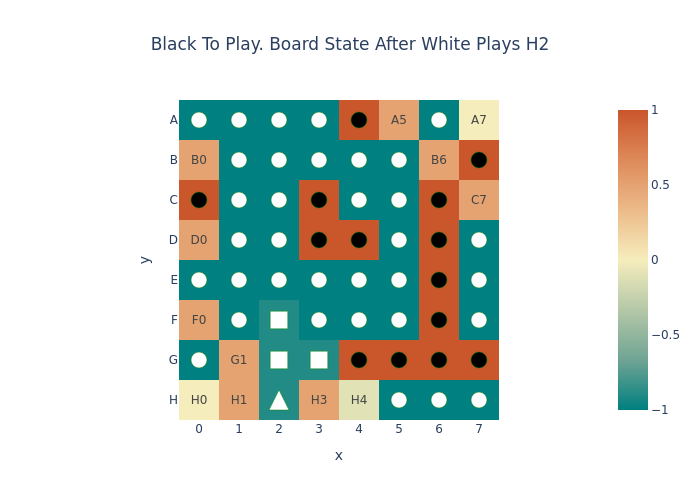 Black To Play. Board State After White Plays H2
A A5 A7
B B0 B6
C C7
D D0
E
F F0
G G1
H H0 H1 H3 H4
0 1 2 3 4 5 6 7
x
y
1
0.5
0
−0.5
−1